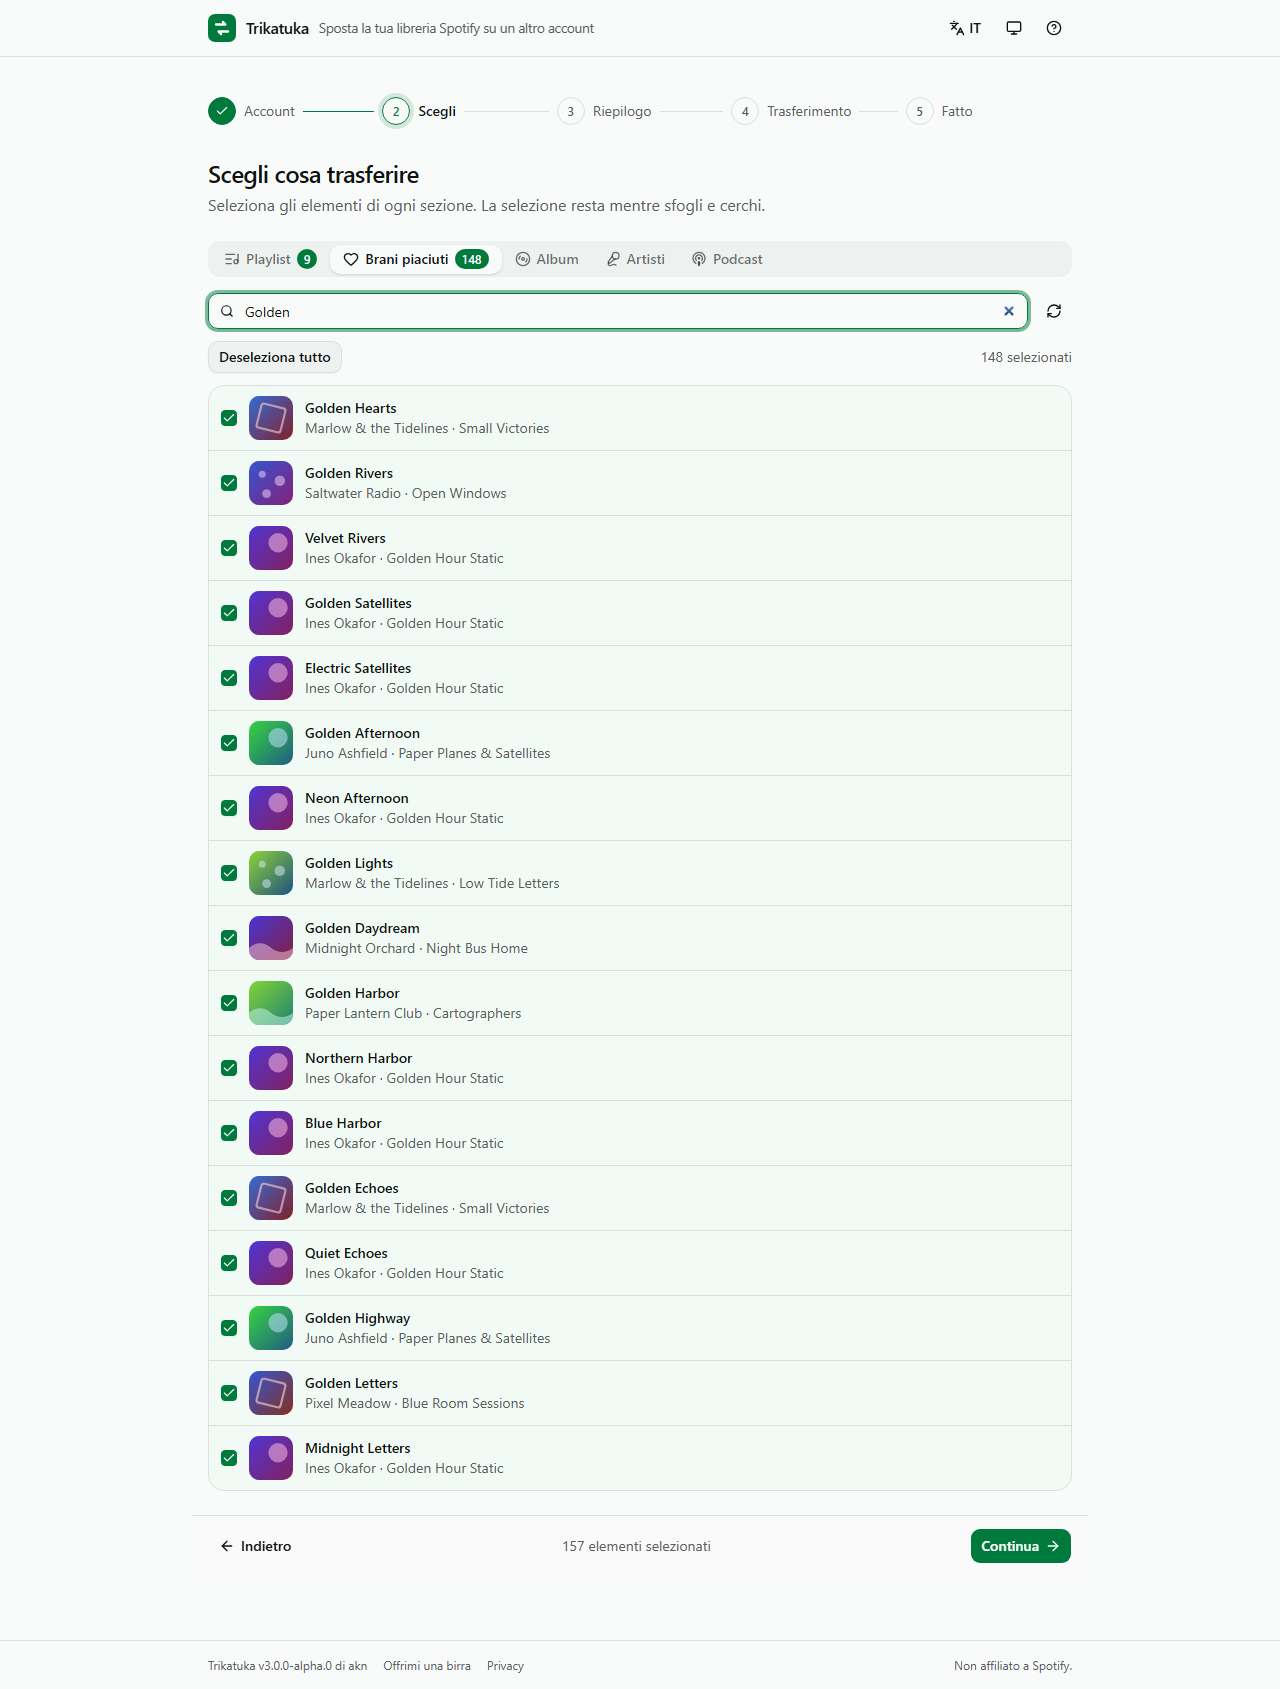 Trikatuka Sposta la tua libreria Spotify su un altro account IT
Account 2 Scegli 3 Riepilogo 4 Trasferimento 5 Fatto
Scegli cosa trasferire
Seleziona gli elementi di ogni sezione. La selezione resta mentre sfogli e cerchi.
Playlist 9 Brani piaciuti 148 Album Artisti Podcast
Golden
Deseleziona tutto 148 selezionati
Golden Hearts
Marlow & the Tidelines · Small Victories
Golden Rivers
Saltwater Radio · Open Windows
Velvet Rivers
Ines Okafor · Golden Hour Static
Golden Satellites
Ines Okafor · Golden Hour Static
Electric Satellites
Ines Okafor · Golden Hour Static
Golden Afternoon
Juno Ashfield · Paper Planes & Satellites
Neon Afternoon
Ines Okafor · Golden Hour Static
Golden Lights
Marlow & the Tidelines · Low Tide Letters
Golden Daydream
Midnight Orchard · Night Bus Home
Golden Harbor
Paper Lantern Club · Cartographers
Northern Harbor
Ines Okafor · Golden Hour Static
Blue Harbor
Ines Okafor · Golden Hour Static
Golden Echoes
Marlow & the Tidelines · Small Victories
Quiet Echoes
Ines Okafor · Golden Hour Static
Golden Highway
Juno Ashfield · Paper Planes & Satellites
Golden Letters
Pixel Meadow · Blue Room Sessions
Midnight Letters
Ines Okafor · Golden Hour Static
Indietro 157 elementi selezionati Continua
Trikatuka v3.0.0-alpha.0 di akn Offrimi una birra Privacy Non affiliato a Spotify.